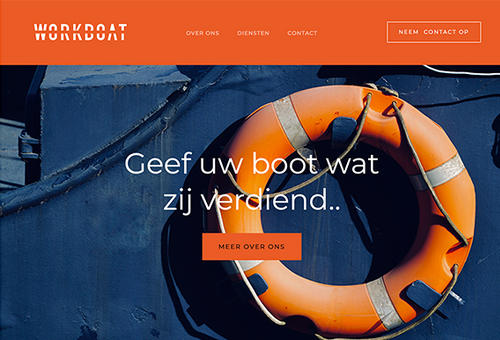 WORKBOAT
OVER ONS DIENSTEN CONTACT
NEEM CONTACT OP
Geef uw boot wat
zij verdiend..
MEER OVER ONS